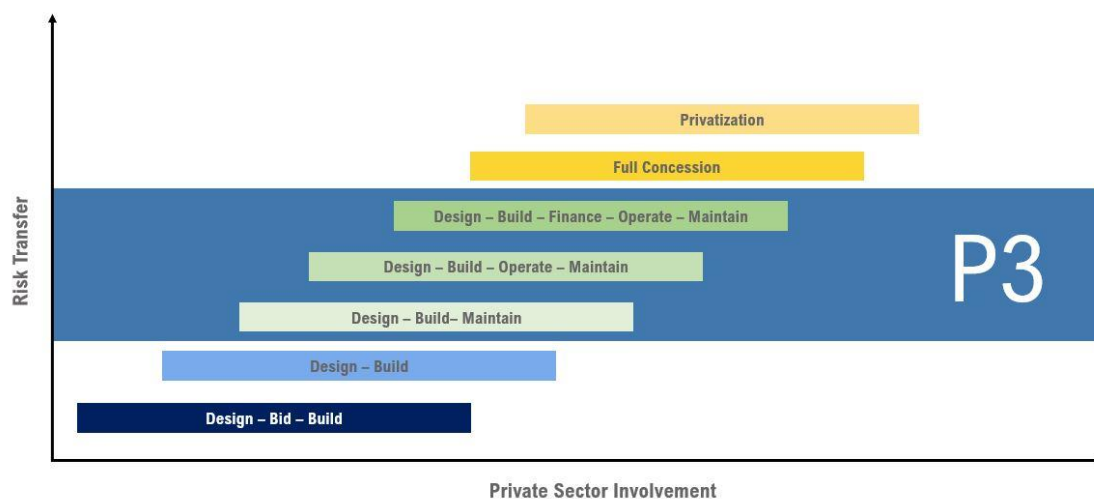 Privatization
Full Concession
Design – Build – Finance – Operate – Maintain
P3
Design – Build – Operate – Maintain
Design – Build– Maintain
Design – Build
Design – Bid – Build
Risk Transfer
Private Sector Involvement